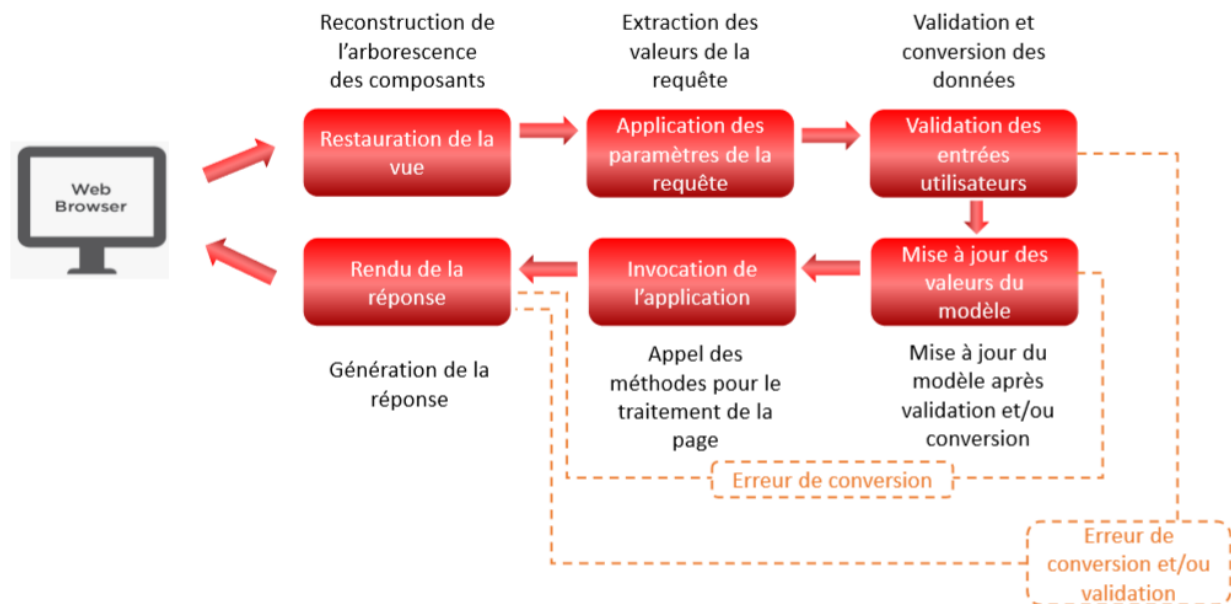 Reconstruction de
l’arborescence
des composants
Extraction des
valeurs de la
requête
Validation et
conversion des
données
Web
Browser
Restauration de la
vue
Application des
paramètres de la
requête
Validation des
entrées
utilisateurs
Rendu de la
réponse
Invocation de
l’application
Mise à jour des
valeurs du
modèle
Génération de la
réponse
Appel des
méthodes pour le
traitement de la
page
Mise à jour du
modèle après
validation et/ou
conversion
Erreur de conversion
Erreur de
conversion et/ou
validation